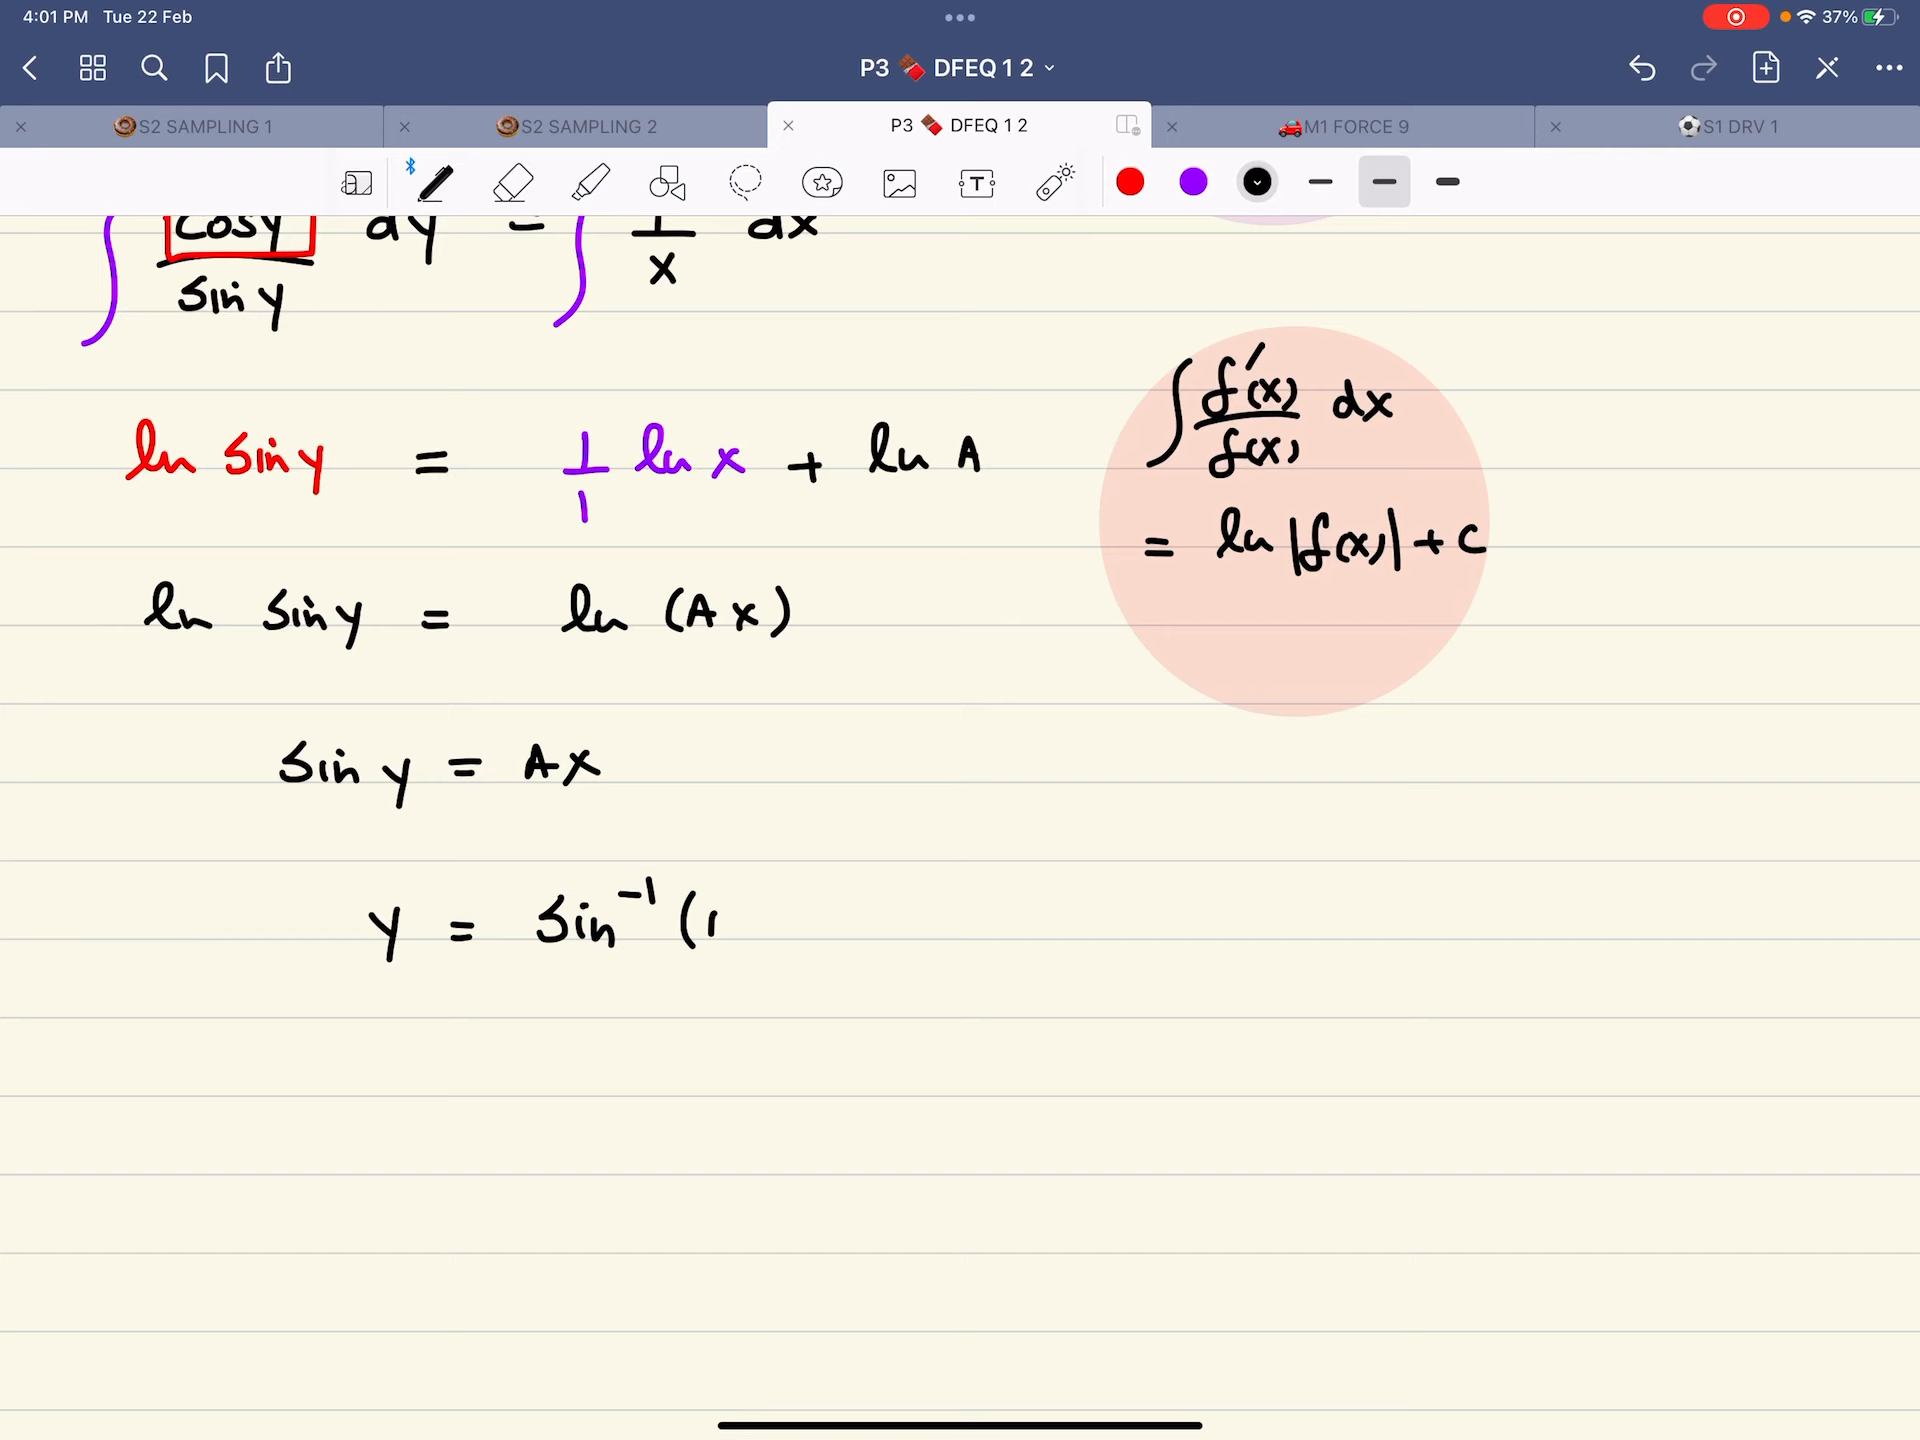 4:01 PM Tue 22 Feb
37%
P3 🍫 DFEQ 1 2
S2 SAMPLING 1
S2 SAMPLING 2
P3 🍫 DFEQ 1 2
M1 FORCE 9
S1 DRV 1
∫ cosy/sin y dy = ∫ 1/x dx
∫ f′(x)/f(x) dx
= ln |f(x)| + c
ln sin y = 1/1 ln x + ln A
ln sin y = ln (Ax)
sin y = Ax
y = sin⁻¹ (